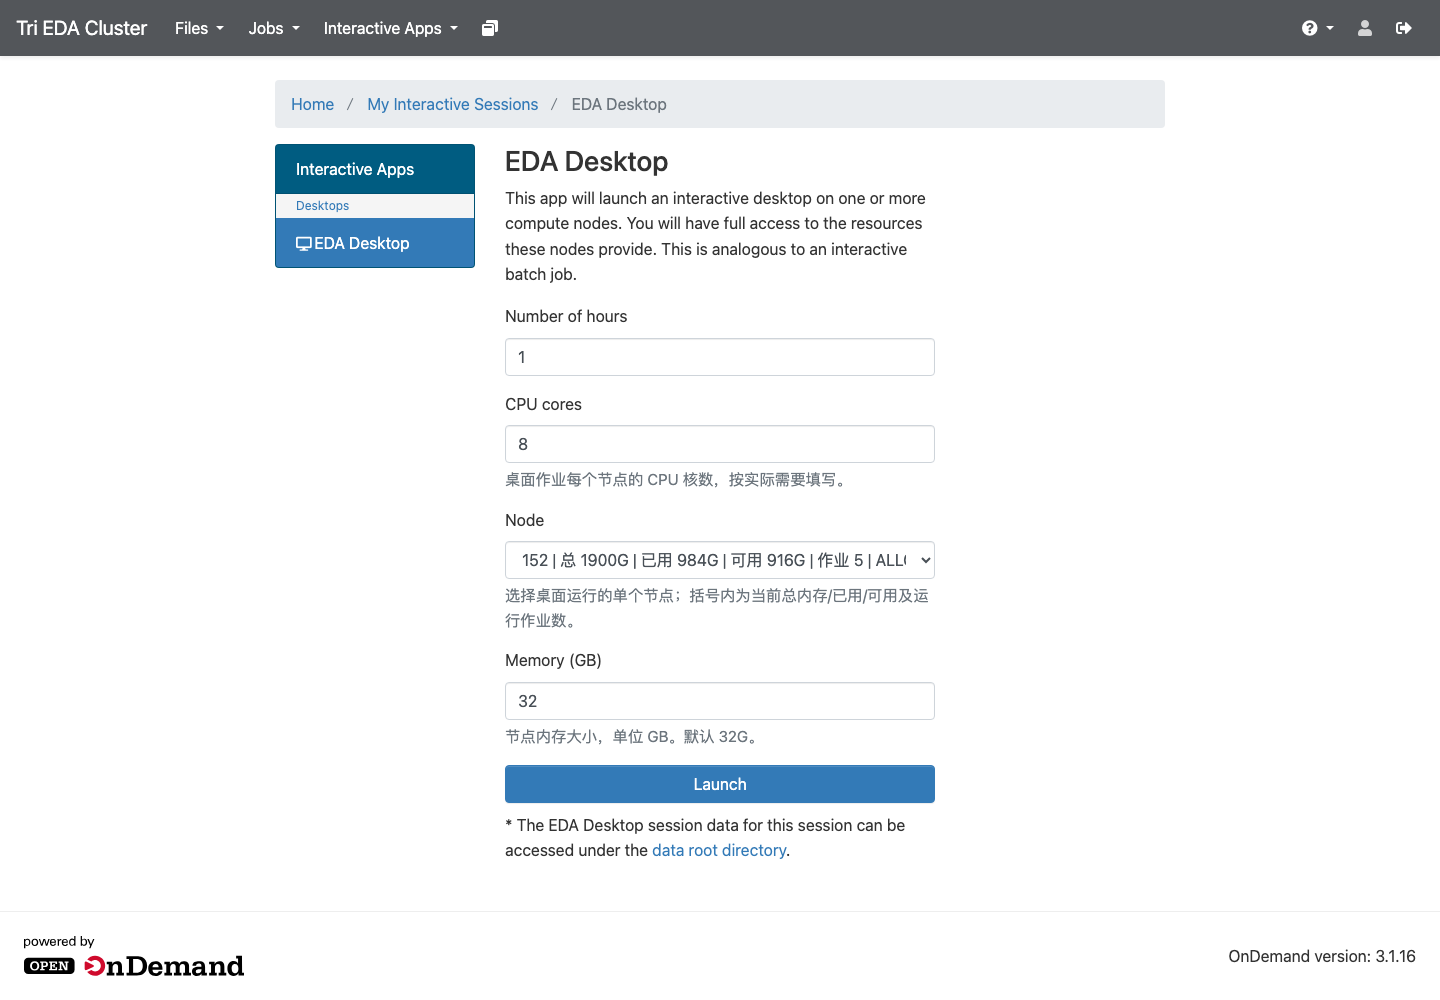 Tri EDA Cluster Files Jobs Interactive Apps
Home / My Interactive Sessions / EDA Desktop
Interactive Apps
Desktops
EDA Desktop
EDA Desktop
This app will launch an interactive desktop on one or more
compute nodes. You will have full access to the resources
these nodes provide. This is analogous to an interactive
batch job.
Number of hours
1
CPU cores
8
桌面作业每个节点的 CPU 核数，按实际需要填写。
Node
152 | 总 1900G | 已用 984G | 可用 916G | 作业 5 | ALL
选择桌面运行的单个节点；括号内为当前总内存/已用/可用及运
行作业数。
Memory (GB)
32
节点内存大小，单位 GB。默认 32G。
Launch
* The EDA Desktop session data for this session can be
accessed under the data root directory.
powered by
OPEN OnDemand
OnDemand version: 3.1.16